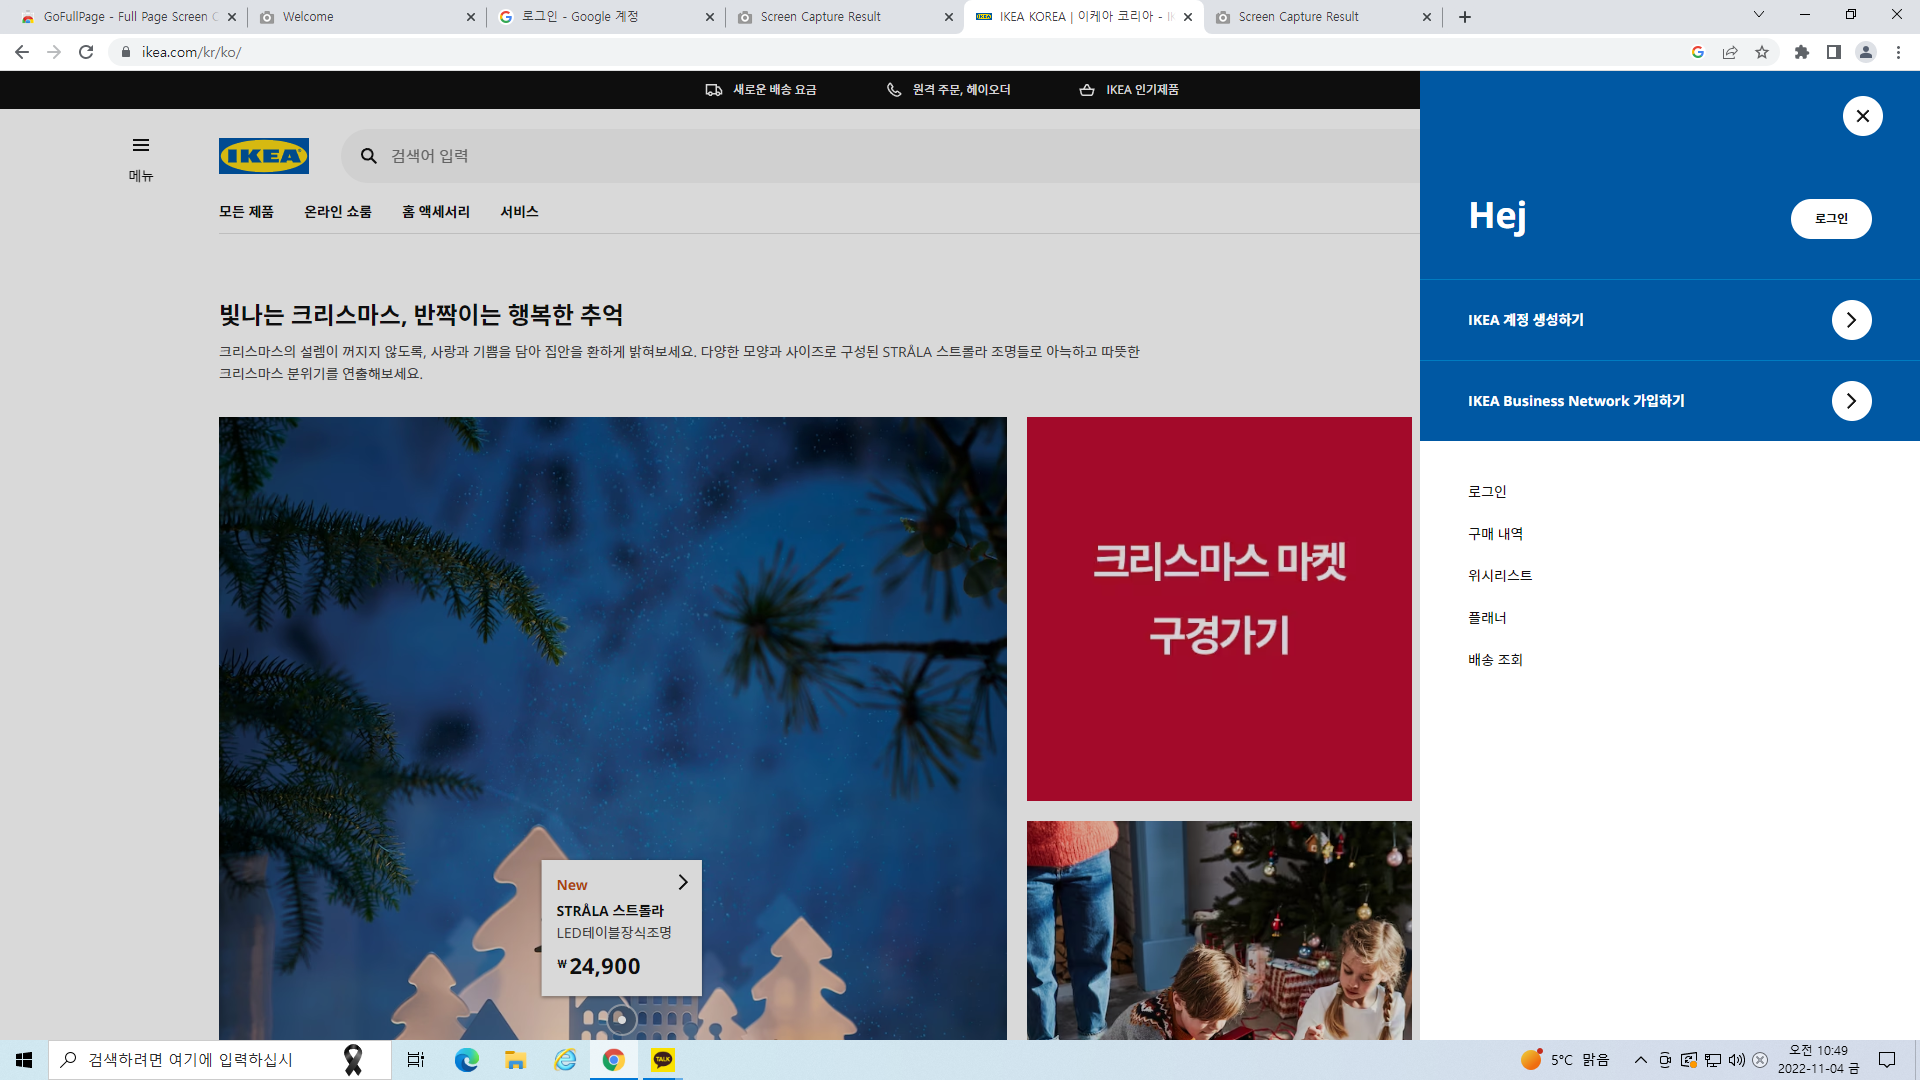 GoFullPage - Full Page Screen C
Welcome
로그인 - Google 계정
Screen Capture Result
IKEA KOREA | 이케아 코리아 - IK
Screen Capture Result
ikea.com/kr/ko/
새로운 배송 요금
원격 주문, 헤이오더
IKEA 인기제품
메뉴
IKEA
검색어 입력
모든 제품
온라인 쇼룸
홈 액세서리
서비스
Hej
로그인
IKEA 계정 생성하기
IKEA Business Network 가입하기
로그인
구매 내역
위시리스트
플래너
배송 조회
빛나는 크리스마스, 반짝이는 행복한 추억
크리스마스의 설렘이 꺼지지 않도록, 사랑과 기쁨을 담아 집안을 환하게 밝혀보세요. 다양한 모양과 사이즈로 구성된 STRÅLA 스트롤라 조명들로 아늑하고 따뜻한
크리스마스 분위기를 연출해보세요.
크리스마스 마켓
구경가기
New
STRÅLA 스트롤라
LED테이블장식조명
₩24,900
검색하려면 여기에 입력하십시
TALK
5°C 맑음
오전 10:49
2022-11-04 금